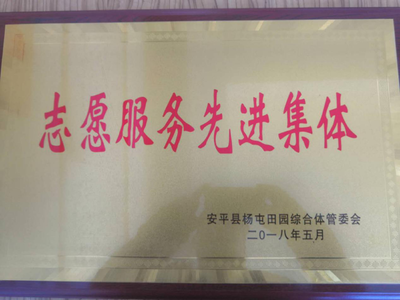 志愿服务先进集体
安平县杨屯田园综合体管委会
二〇一八年五月